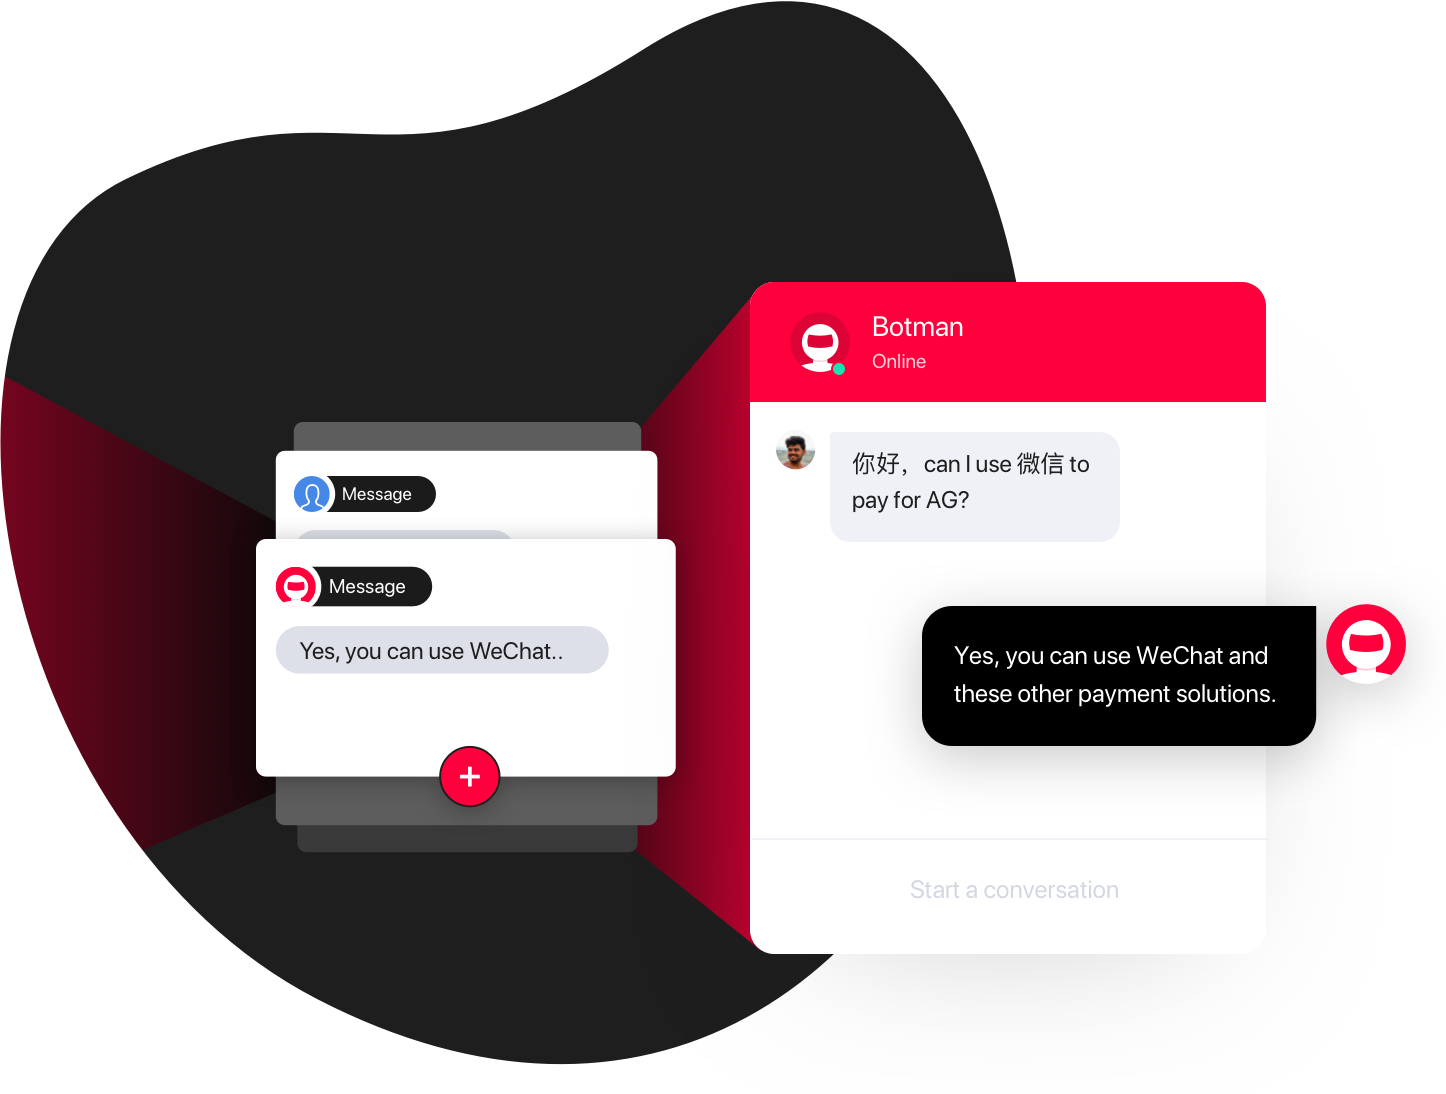 Message
Message
Yes, you can use WeChat..
Botman
Online
你好，can I use 微信 to
pay for AG?
Yes, you can use WeChat and
these other payment solutions.
Start a conversation